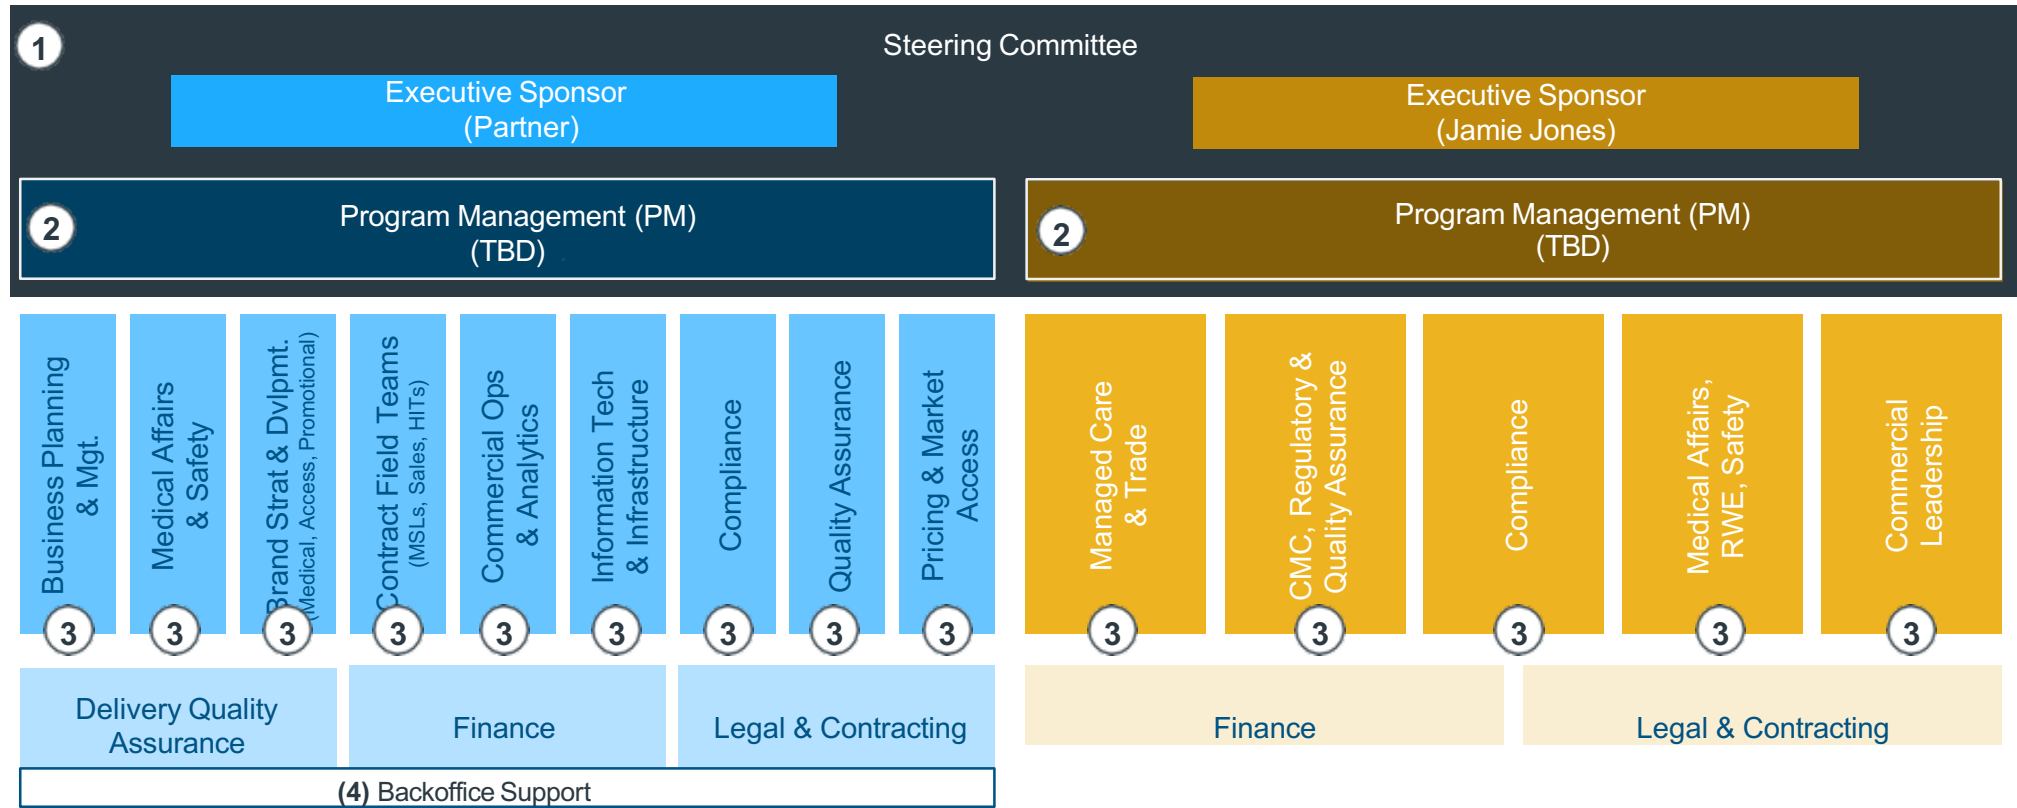 1
Steering Committee
Executive Sponsor
(Partner)
Executive Sponsor
(Jamie Jones)
2
Program Management (PM)
(TBD)
2
Program Management (PM)
(TBD)
Business Planning
& Mgt.
3
Medical Affairs
& Safety
3
Brand Strat & Dvlpmt.
(Medical, Access, Promotional)
3
Contract Field Teams
(MSLs, Sales, HITs)
3
Commercial Ops
& Analytics
3
Information Tech
& Infrastructure
3
Compliance
3
Quality Assurance
3
Pricing & Market
Access
3
Managed Care
& Trade
3
CMC, Regulatory &
Quality Assurance
3
Compliance
3
Medical Affairs,
RWE, Safety
3
Commercial
Leadership
3
Delivery Quality
Assurance
Finance
Legal & Contracting
Finance
Legal & Contracting
(4) Backoffice Support